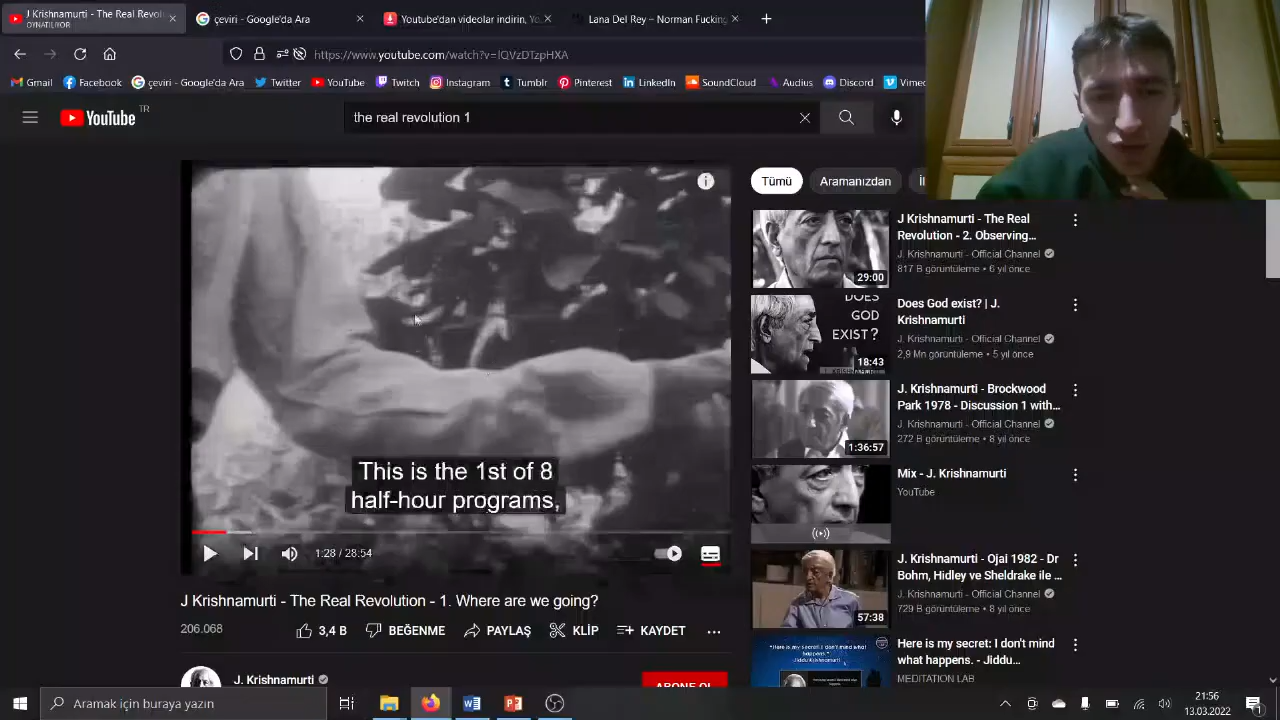 J Krishnamurti - The Real Revolu
OYNATILIYOR
çeviri - Google'da Ara
Lana Del Rey – Norman Fucking
https://www.youtube.com/watch?v=lQVzDTzpHXA
Gmail
Facebook
çeviri - Google'da Ara
Twitter
YouTube
Twitch
Instagram
Tumblr
Pinterest
LinkedIn
SoundCloud
Audius
Discord
Vimeo
YouTube
TR
the real revolution 1
Tümü
Aramanızdan
This is the 1st of 8
half-hour programs,
1:28 / 28:54
J Krishnamurti - The Real Revolution - 1. Where are we going?
206.068
3,4 B
BEĞENME
PAYLAŞ
KLİP
KAYDET
J. Krishnamurti
ABONE OL
29:00
J Krishnamurti - The Real
Revolution - 2. Observing...
J. Krishnamurti - Official Channel
817 B görüntüleme • 6 yıl önce
DOES
GOD
EXIST?
18:43
Does God exist? | J.
Krishnamurti
J. Krishnamurti - Official Channel
2,9 Mn görüntüleme • 5 yıl önce
1:36:57
J. Krishnamurti - Brockwood
Park 1978 - Discussion 1 with...
J. Krishnamurti - Official Channel
272 B görüntüleme • 8 yıl önce
Mix - J. Krishnamurti
YouTube
57:38
J. Krishnamurti - Ojai 1982 - Dr
Bohm, Hidley ve Sheldrake ile ...
J. Krishnamurti - Official Channel
729 B görüntüleme • 8 yıl önce
Here is my secret: I don't mind
what happens. - Jiddu...
MEDITATION LAB
Aramak için buraya yazın
21:56
13.03.2022